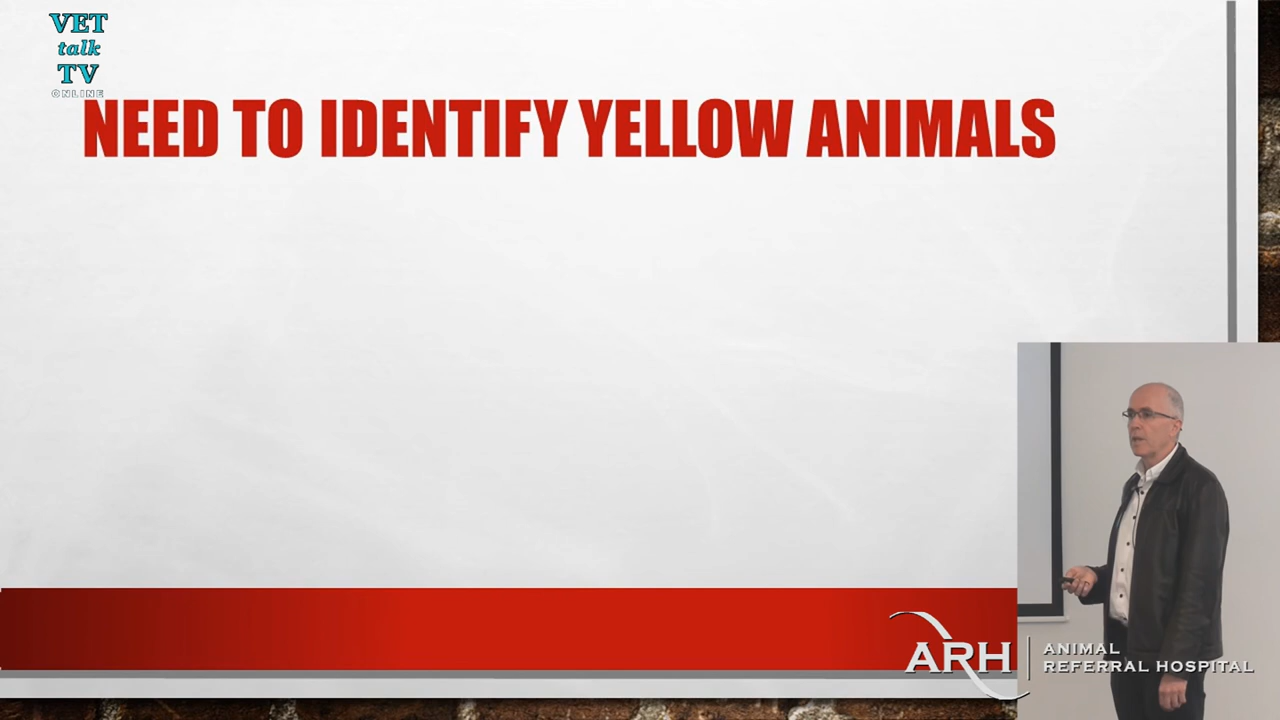 VET
talk
TV
ONLINE
NEED TO IDENTIFY YELLOW ANIMALS
ARH
ANIMAL
REFERRAL HOSPITAL